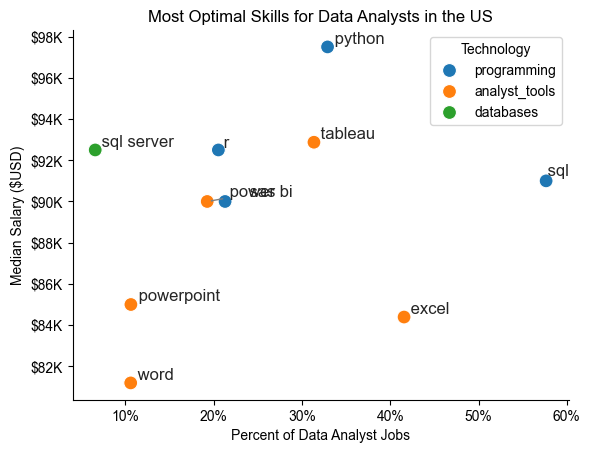 Most Optimal Skills for Data Analysts in the US
$98K
python
Technology
programming
analyst_tools
databases
$96K
$94K
tableau
sql server
r
$92K
sql
Median Salary ($USD)
$90K
power bi
sas
$88K
$86K
powerpoint
excel
$84K
word
$82K
10%
20%
30%
40%
50%
60%
Percent of Data Analyst Jobs